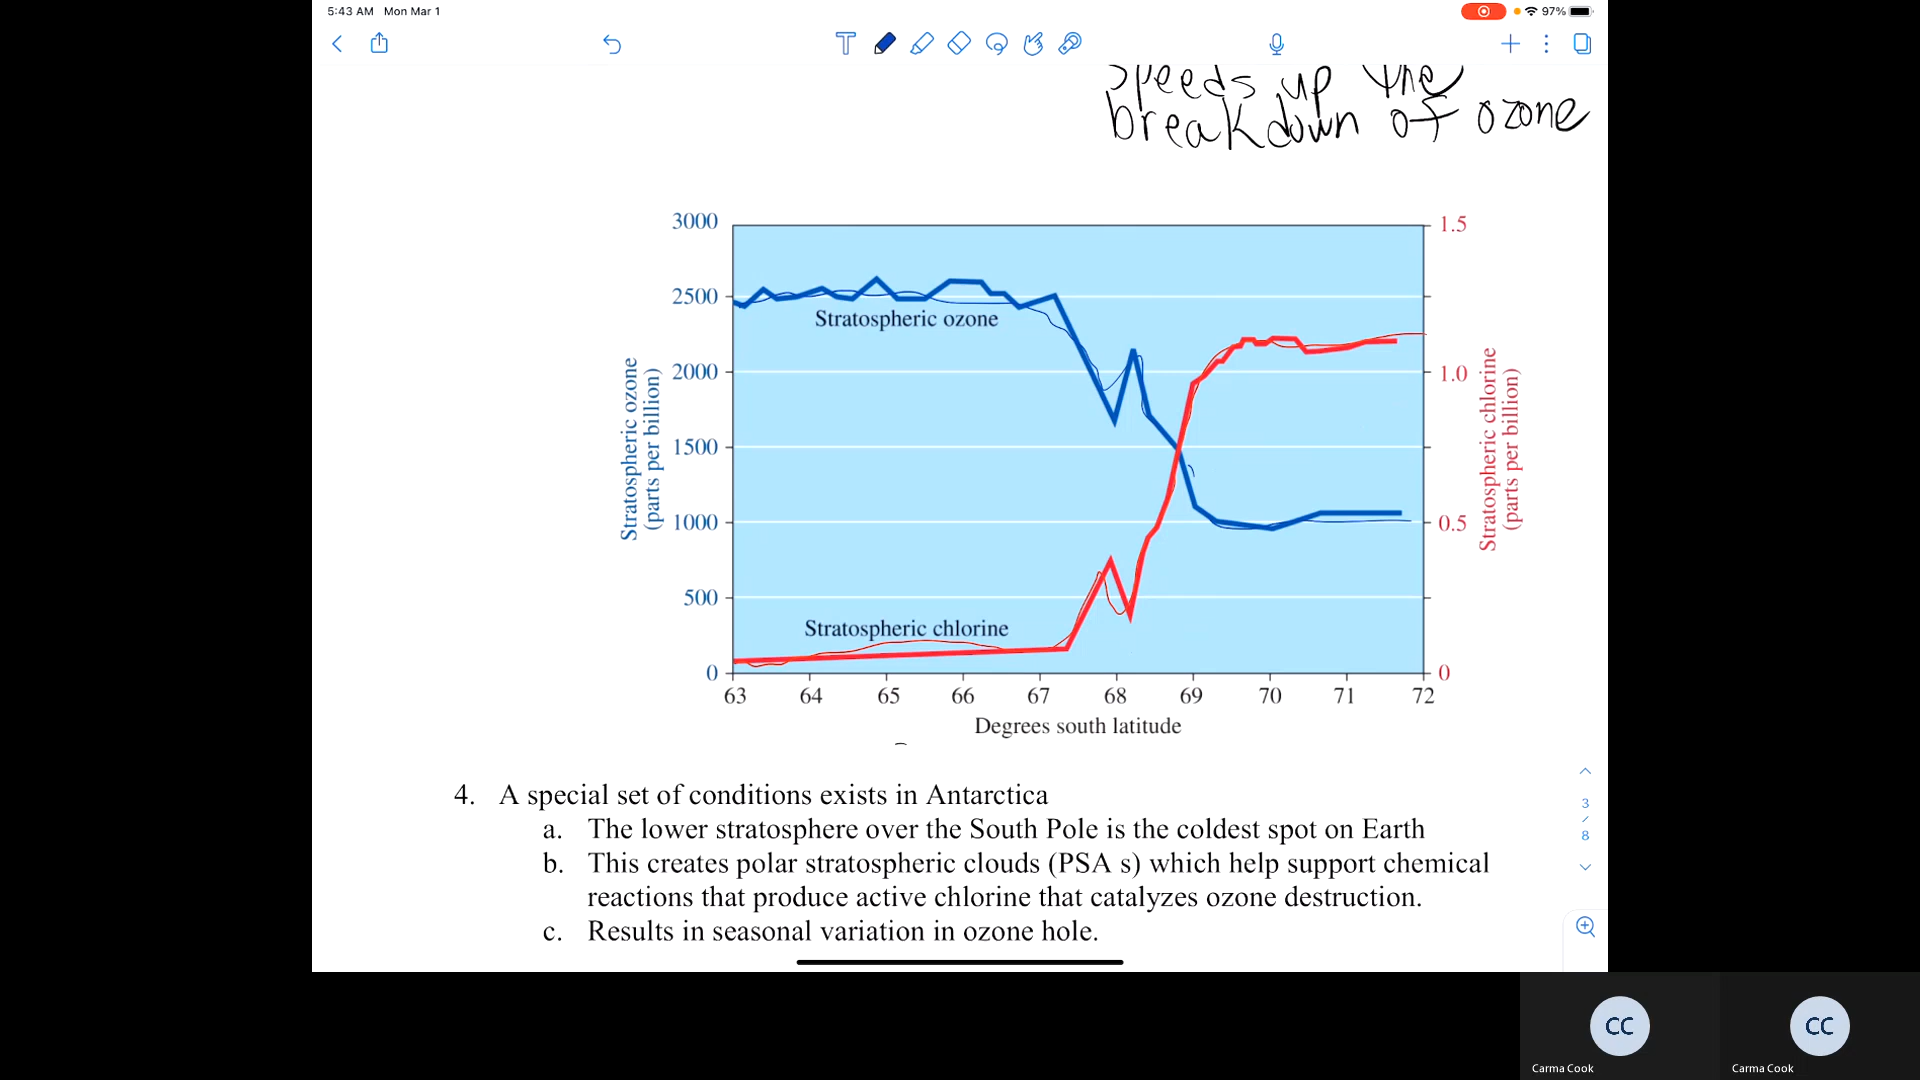 5:43 AM Mon Mar 1
97%
speeds up the
breakdown of ozone
3000
2500
2000
1500
1000
500
0
Stratospheric ozone
(parts per billion)
1.5
1.0
0.5
0
Stratospheric chlorine
(parts per billion)
Stratospheric ozone
Stratospheric chlorine
63 64 65 66 67 68 69 70 71 72
Degrees south latitude
4. A special set of conditions exists in Antarctica
a. The lower stratosphere over the South Pole is the coldest spot on Earth
b. This creates polar stratospheric clouds (PSA s) which help support chemical
reactions that produce active chlorine that catalyzes ozone destruction.
c. Results in seasonal variation in ozone hole.
3
/
8
CC
Carma Cook
CC
Carma Cook